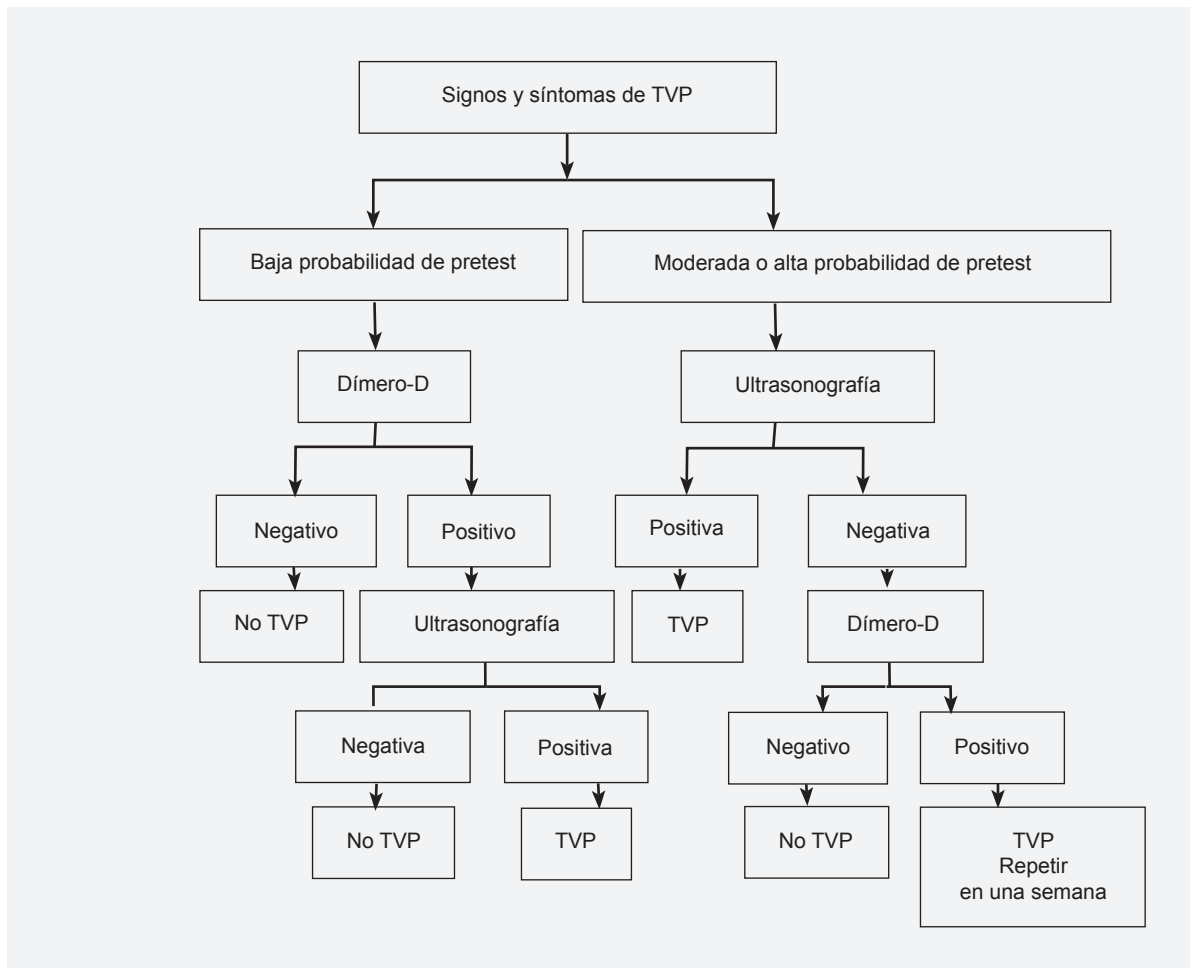 Signos y síntomas de TVP
Baja probabilidad de pretest
Moderada o alta probabilidad de pretest
Dímero-D
Ultrasonografía
Negativo
Positivo
Positiva
Negativa
No TVP
Ultrasonografía
TVP
Dímero-D
Negativa
Positiva
Negativo
Positivo
No TVP
TVP
No TVP
TVP
Repetir
en una semana